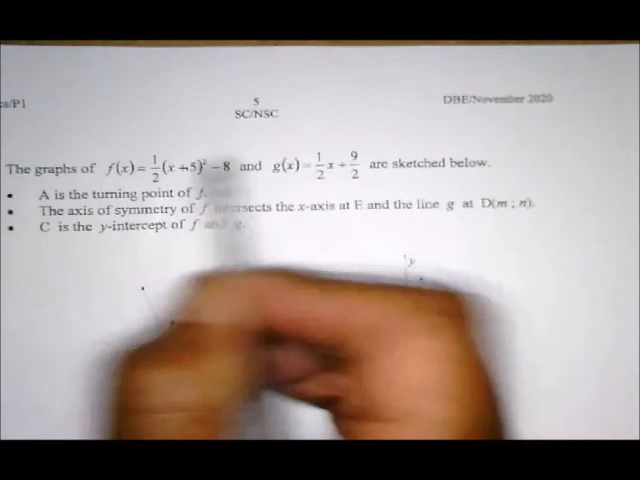 cs/P1 5 DBE/November 2020
SC/NSC
The graphs of f(x) = 1/2(x + 5)² − 8 and g(x) = 1/2x + 9/2 are sketched below.
• A is the turning point of f.
• The axis of symmetry of f intersects the x-axis at E and the line g at D(m ; n).
• C is the y-intercept of f and g.
y